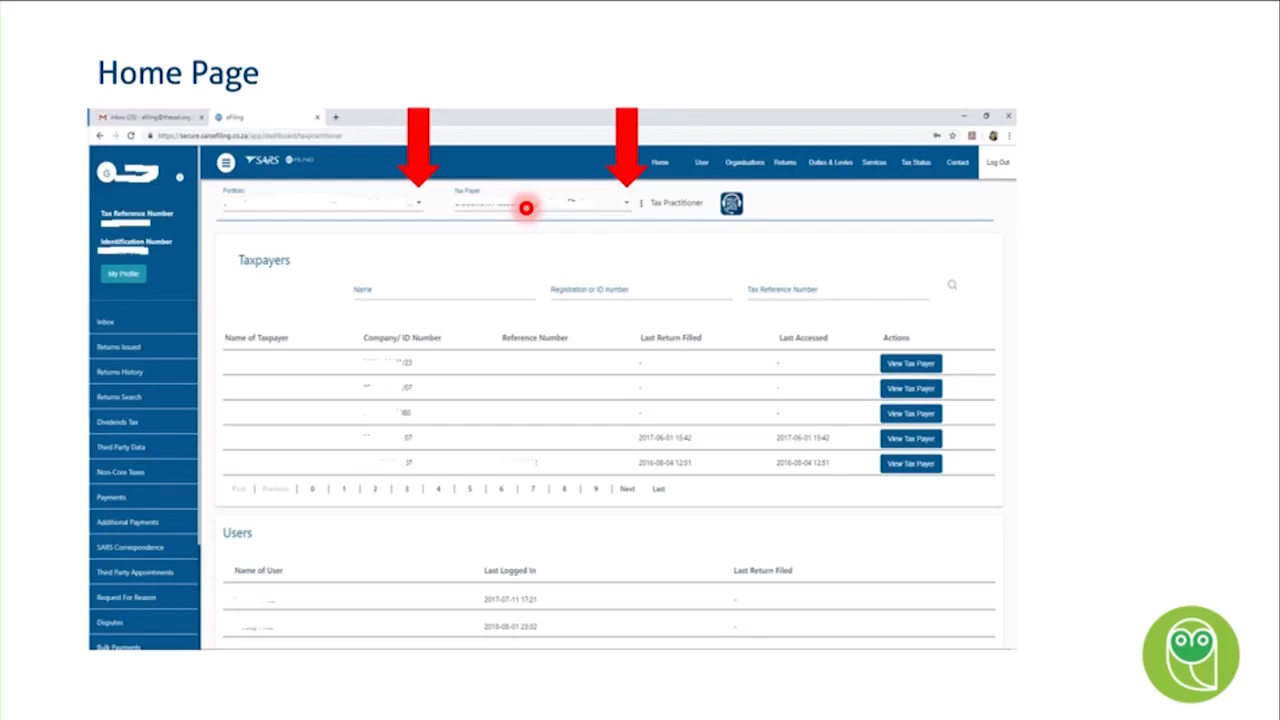 Home Page
Inbox (25) - efiling@thesait.org
eFiling
https://secure.sarsefiling.co.za/app/dashboard/taxpractitioner
G
SARS eFILING
Home User Organisations Returns Duties & Levies Services Tax Status Contact Log Out
Portfolio
Tax Payer
Tax Practitioner
Tax Reference Number
Identification Number
My Profile
Inbox
Returns Issued
Returns History
Returns Search
Dividends Tax
Third Party Data
Non-Core Taxes
Payments
Additional Payments
SARS Correspondence
Third Party Appointments
Request For Reason
Disputes
Bulk Payments
Taxpayers
Name Registration or ID number Tax Reference Number
Name of Taxpayer Company/ ID Number Reference Number Last Return Filled Last Accessed Actions
/23 - - View Tax Payer
/07 - - View Tax Payer
- - View Tax Payer
07 2017-06-01 15:42 2017-06-01 15:42 View Tax Payer
37 2016-08-04 12:51 2016-08-04 12:51 View Tax Payer
First | Previous | 0 | 1 | 2 | 3 | 4 | 5 | 6 | 7 | 8 | 9 | Next Last
Users
Name of User Last Logged In Last Return Filed
2017-07-11 17:21 -
2018-08-01 23:32 -